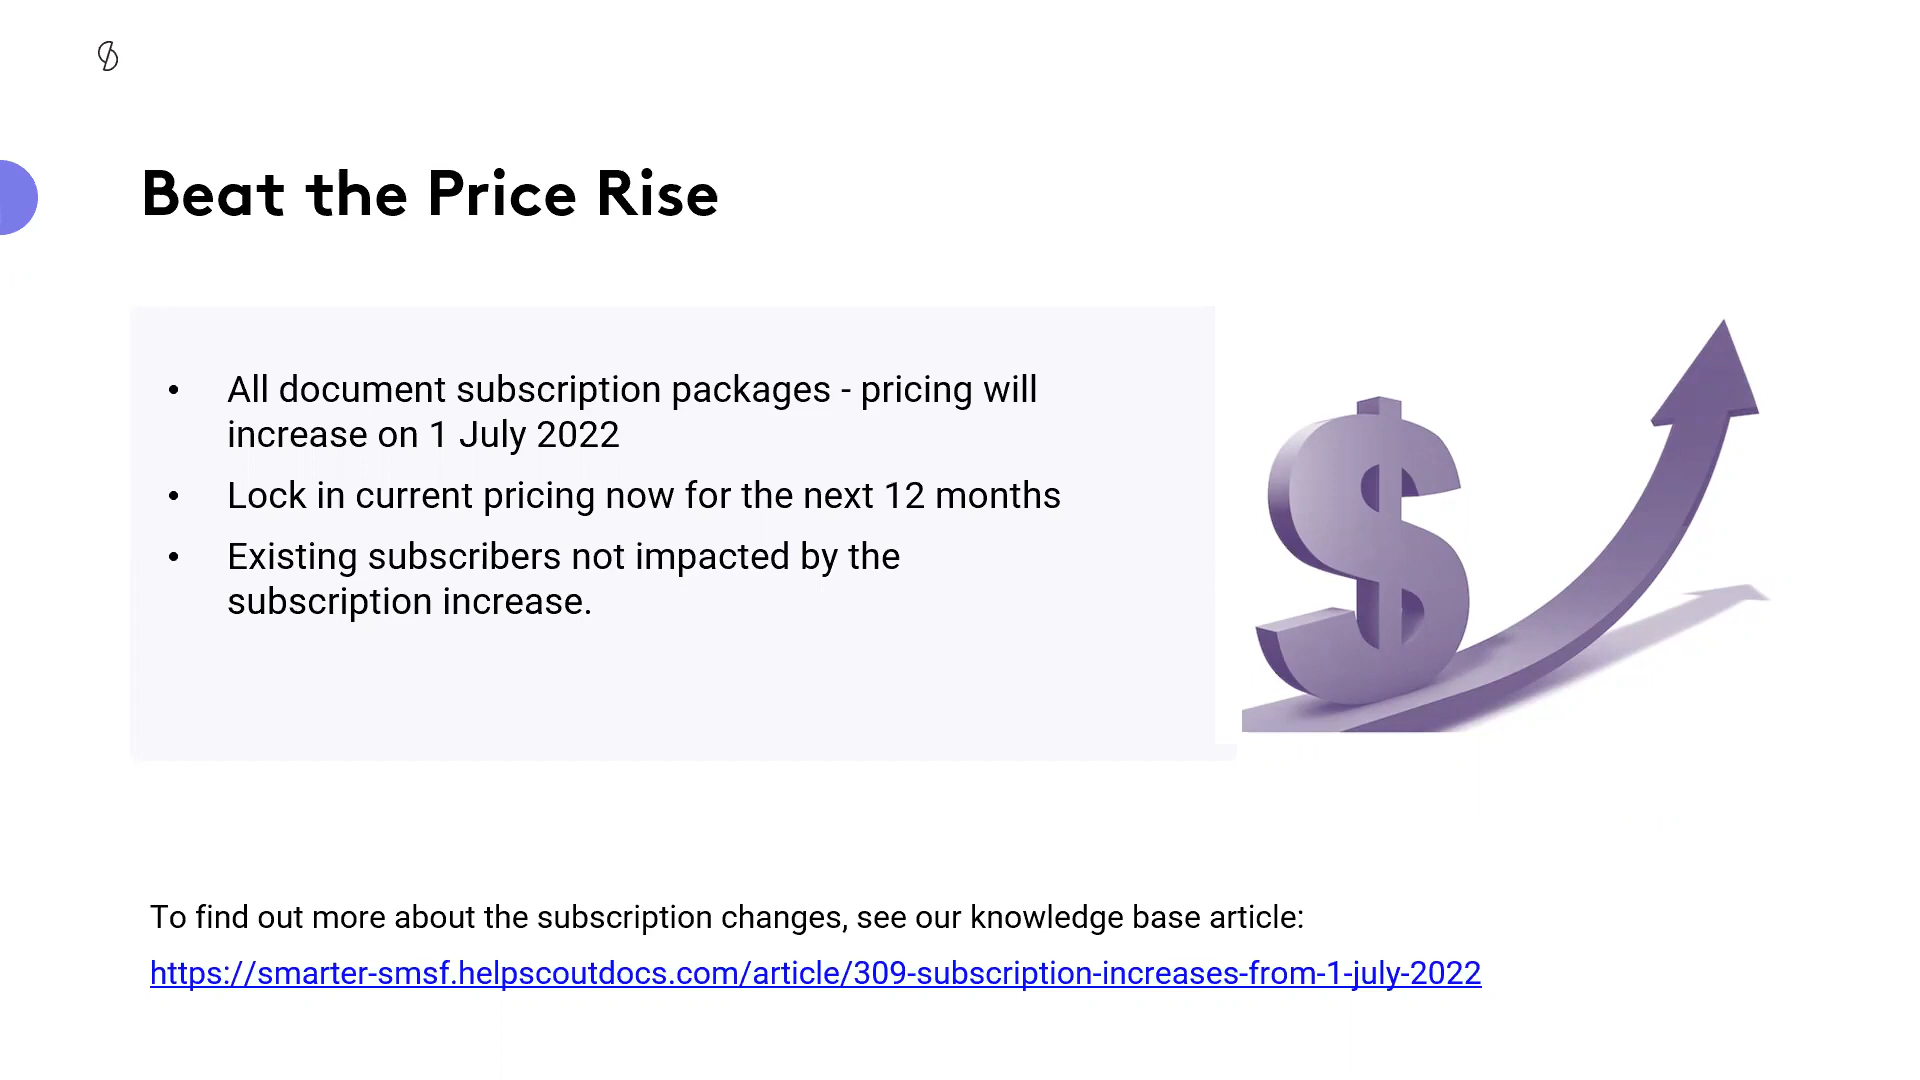 Beat the Price Rise
• All document subscription packages - pricing will
increase on 1 July 2022
• Lock in current pricing now for the next 12 months
• Existing subscribers not impacted by the
subscription increase.
$
To find out more about the subscription changes, see our knowledge base article:
https://smarter-smsf.helpscoutdocs.com/article/309-subscription-increases-from-1-july-2022